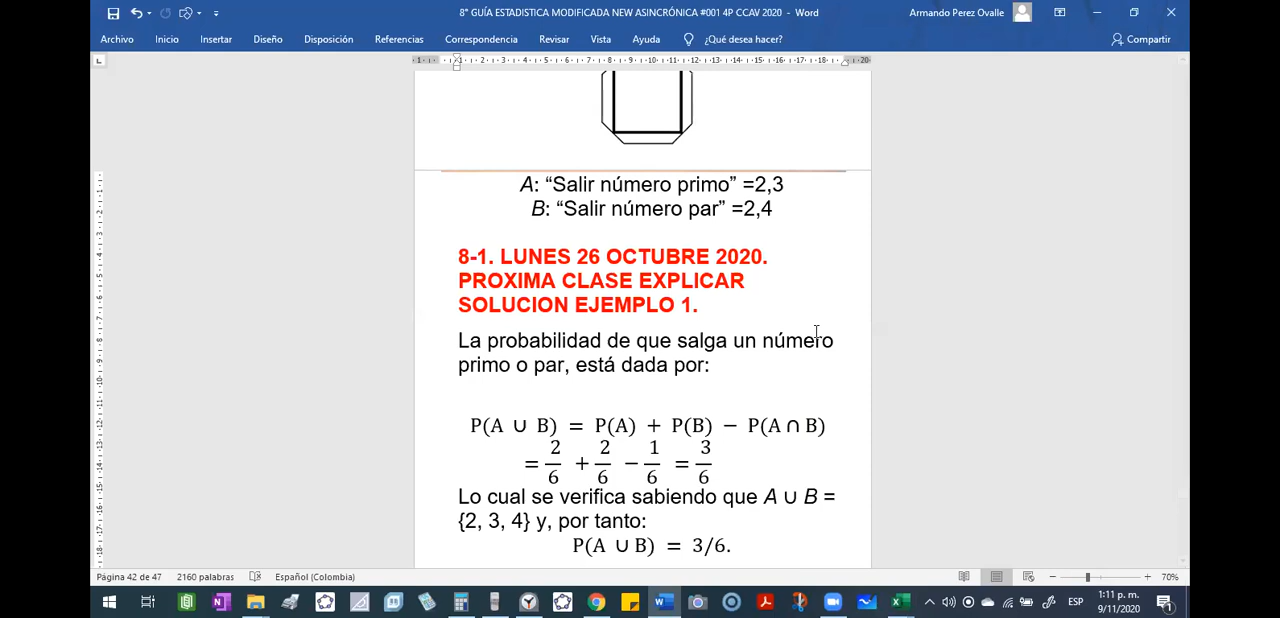 8° GUÍA ESTADISTICA MODIFICADA NEW ASINCRÓNICA #001 4P CCAV 2020 - Word
Armando Perez Ovalle
Archivo Inicio Insertar Diseño Disposición Referencias Correspondencia Revisar Vista Ayuda ¿Qué desea hacer? Compartir
A: “Salir número primo” =2,3
B: “Salir número par” =2,4
8-1. LUNES 26 OCTUBRE 2020.
PROXIMA CLASE EXPLICAR
SOLUCION EJEMPLO 1.
La probabilidad de que salga un número
primo o par, está dada por:
P(A ∪ B) = P(A) + P(B) − P(A ∩ B)
= 2/6 + 2/6 − 1/6 = 3/6
Lo cual se verifica sabiendo que A ∪ B =
{2, 3, 4} y, por tanto:
P(A ∪ B) = 3/6.
Página 42 de 47 2160 palabras Español (Colombia) 70%
ESP
1:11 p. m.
9/11/2020